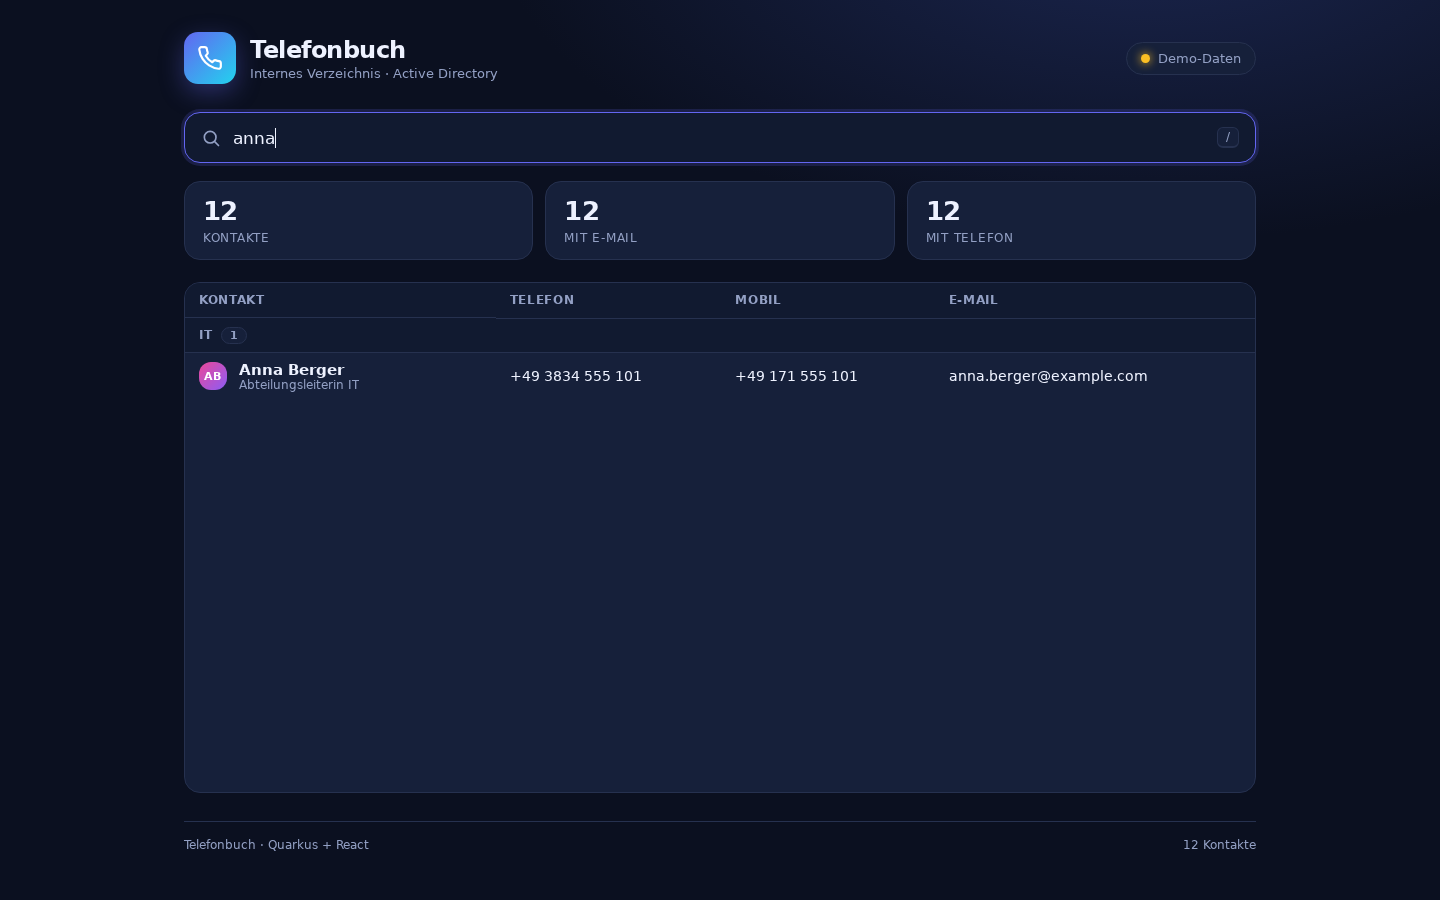 Telefonbuch
Internes Verzeichnis · Active Directory
Demo-Daten
anna
/
12
KONTAKTE
12
MIT E-MAIL
12
MIT TELEFON
KONTAKT TELEFON MOBIL E-MAIL
IT 1
AB
Anna Berger
Abteilungsleiterin IT
+49 3834 555 101
+49 171 555 101
anna.berger@example.com
Telefonbuch · Quarkus + React
12 Kontakte